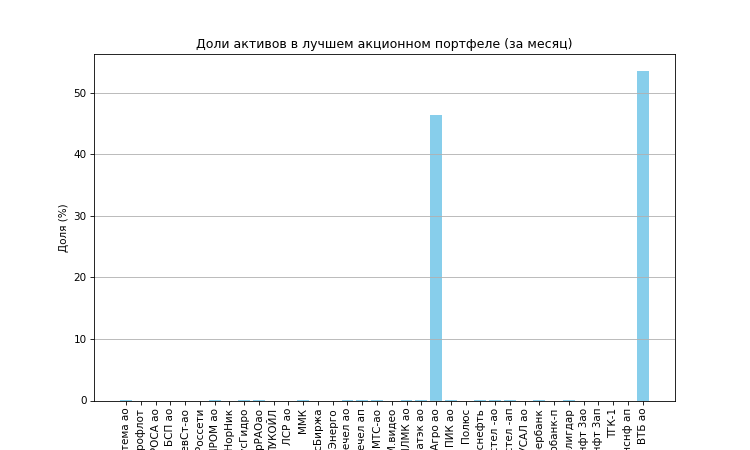 Доли активов в лучшем акционном портфеле (за месяц)
Доля (%)
50
40
30
20
10
0
тема ао
рофлот
РОСА ао
БСП ао
евСт-ао
Россети
ПРОМ ао
НорНик
сГидро
рРАОао
ЛУКОЙЛ
ЛСР ао
ММК
сБиржа
Энерго
ечел ао
ечел ап
МТС-ао
М.видео
ЛМК ао
атэк ао
Агро ао
ПИК ао
Полюс
снефть
стел -ао
стел -ап
УСАЛ ао
ербанк
рбанк-п
лигдар
нфт 3ао
нфт 3ап
ТГК-1
нснф ап
ВТБ ао